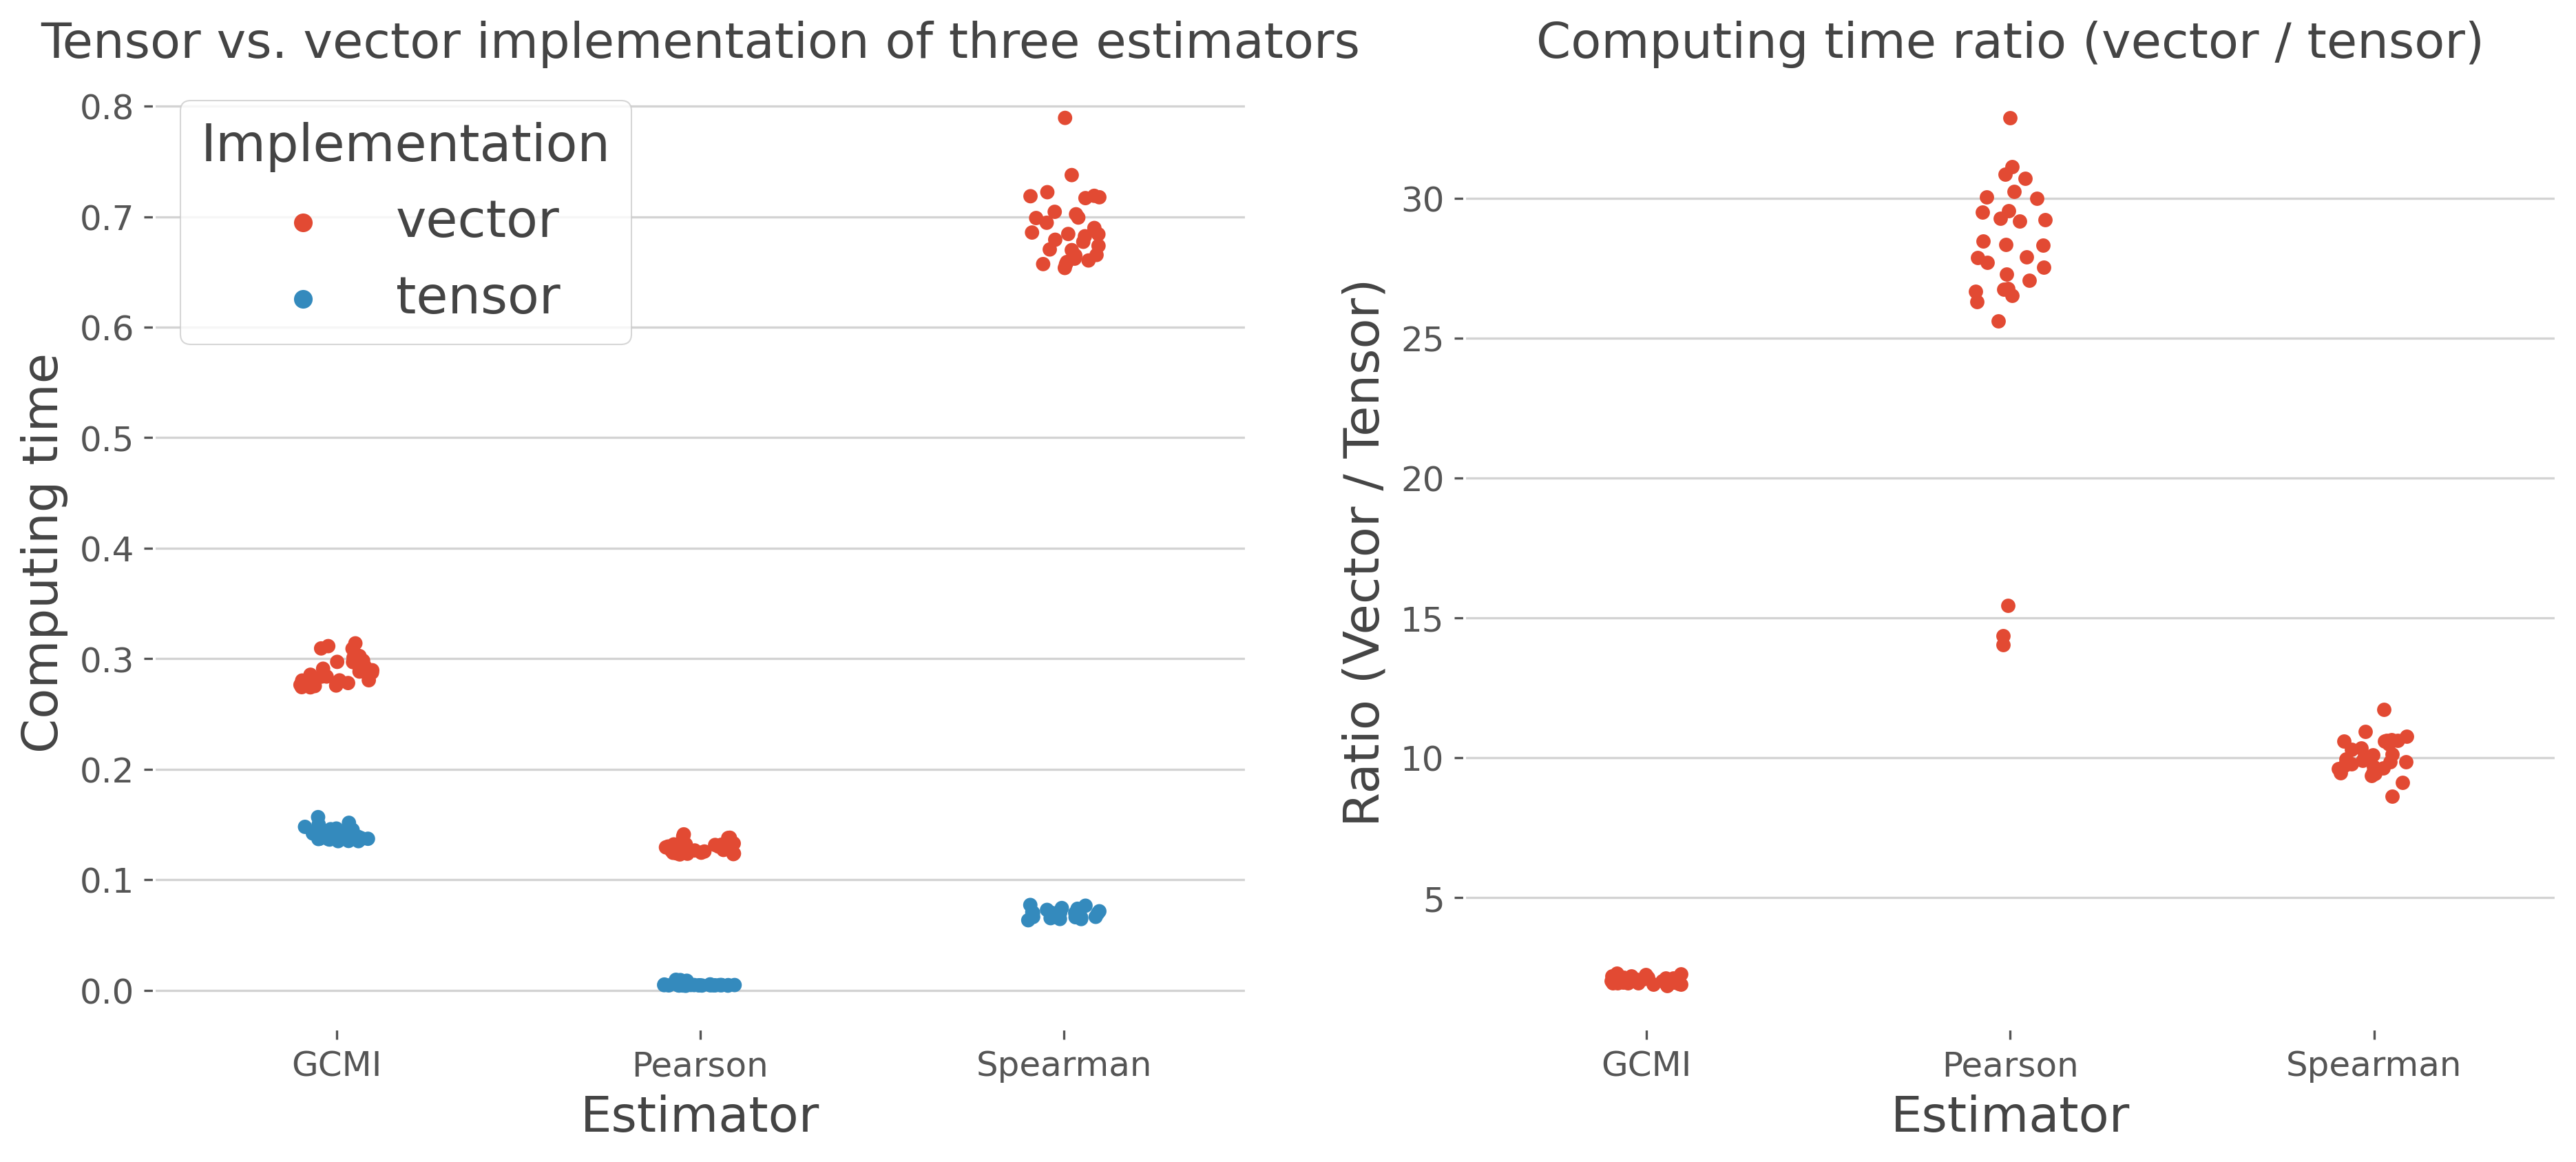 Tensor vs. vector implementation of three estimators
Implementation
vector
tensor
Computing time
0.8
0.7
0.6
0.5
0.4
0.3
0.2
0.1
0.0
GCMI
Pearson
Spearman
Estimator
Computing time ratio (vector / tensor)
Ratio (Vector / Tensor)
30
25
20
15
10
5
GCMI
Pearson
Spearman
Estimator